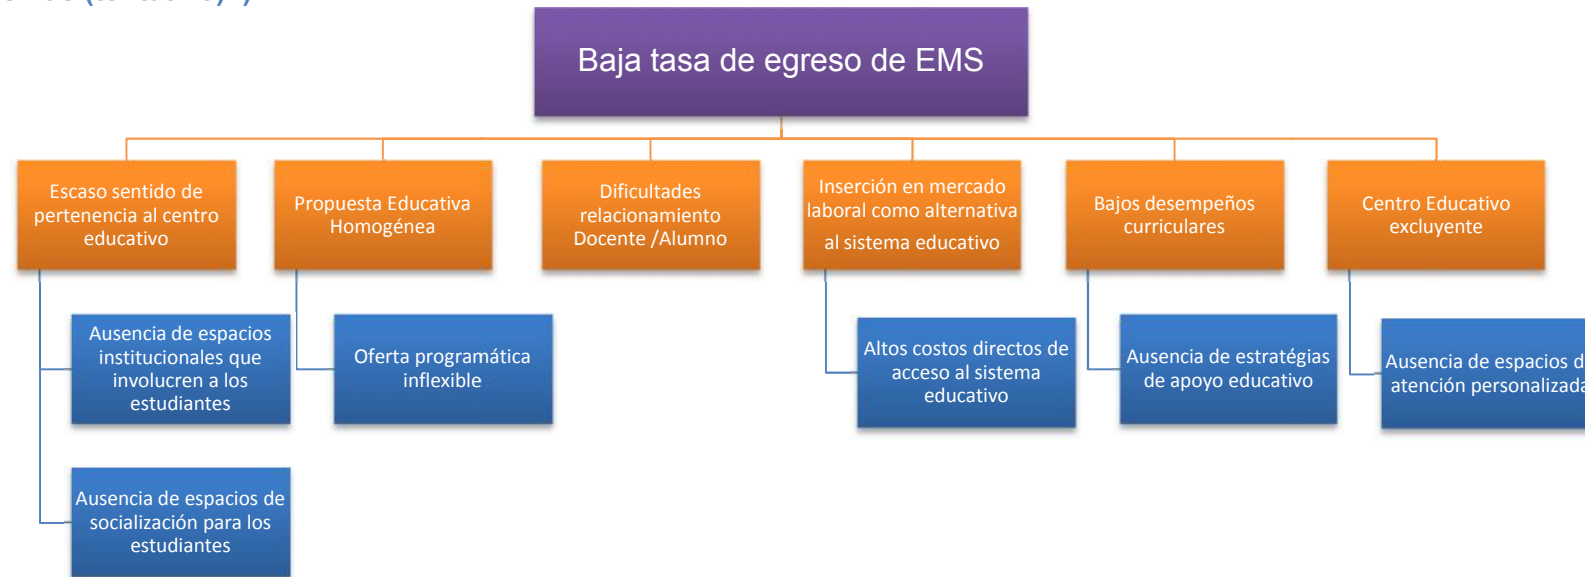 Baja tasa de egreso de EMS
Escaso sentido de
pertenencia al centro
educativo
Propuesta Educativa
Homogénea
Dificultades
relacionamiento
Docente /Alumno
Inserción en mercado
laboral como alternativa
al sistema educativo
Bajos desempeños
curriculares
Centro Educativo
excluyente
Ausencia de espacios
institucionales que
involucren a los
estudiantes
Oferta programática
inflexible
Altos costos directos de
acceso al sistema
educativo
Ausencia de estratégias
de apoyo educativo
Ausencia de espacios
atención personalizada
Ausencia de espacios de
socialización para los
estudiantes